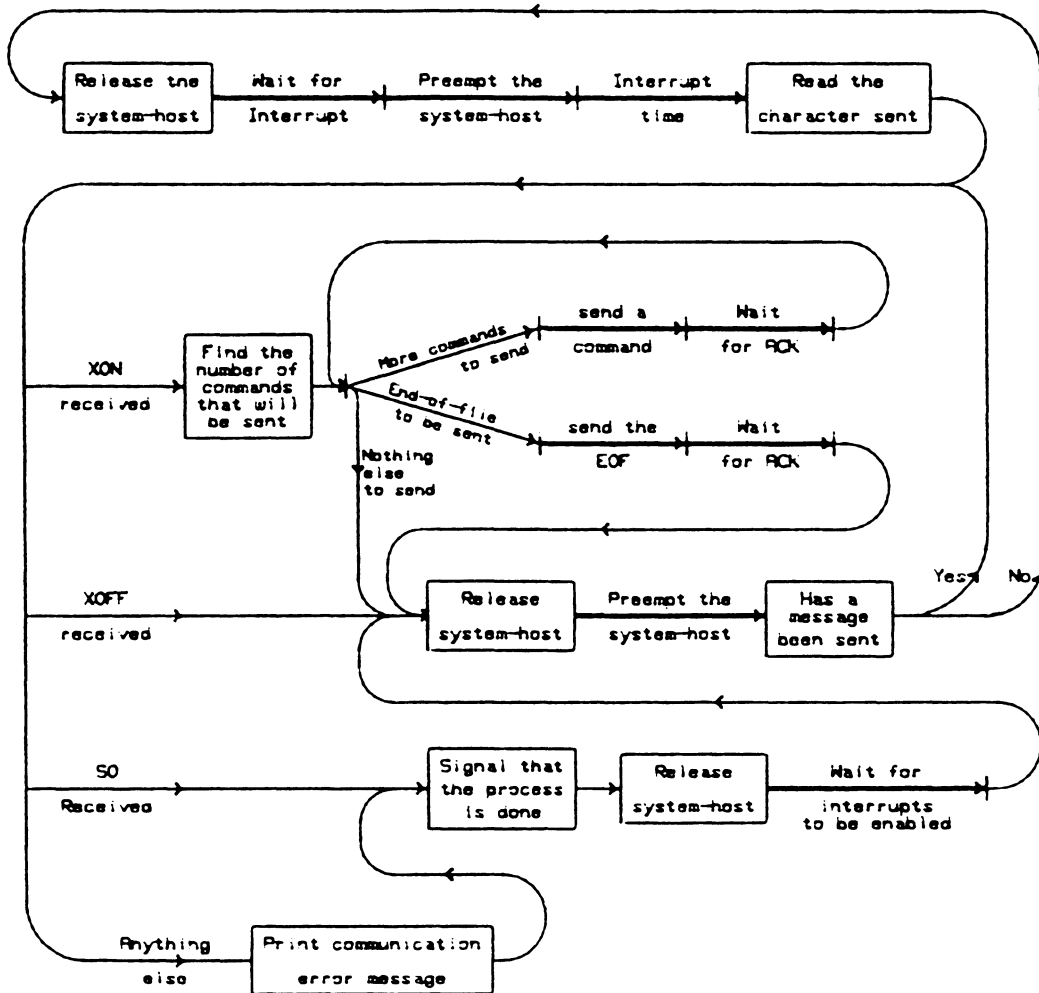 Release tne
system-host
Wait for
Interrupt
Preempt the
system-host
Interrupt
time
Read the
character sent
XON
received
Find the
number of
commands
that will
be sent
More commands
to send
send a
command
Wait
for ACK
End-of-file
to be sent
send the
EOF
Wait
for ACK
Nothing
else
to send
XOFF
received
Release
system-host
Preempt the
system-host
Has a
message
been sent
Yes
No
SO
Received
Signal that
the process
is done
Release
system-host
Wait for
interrupts
to be enabled
Anything
else
Print communication
error message